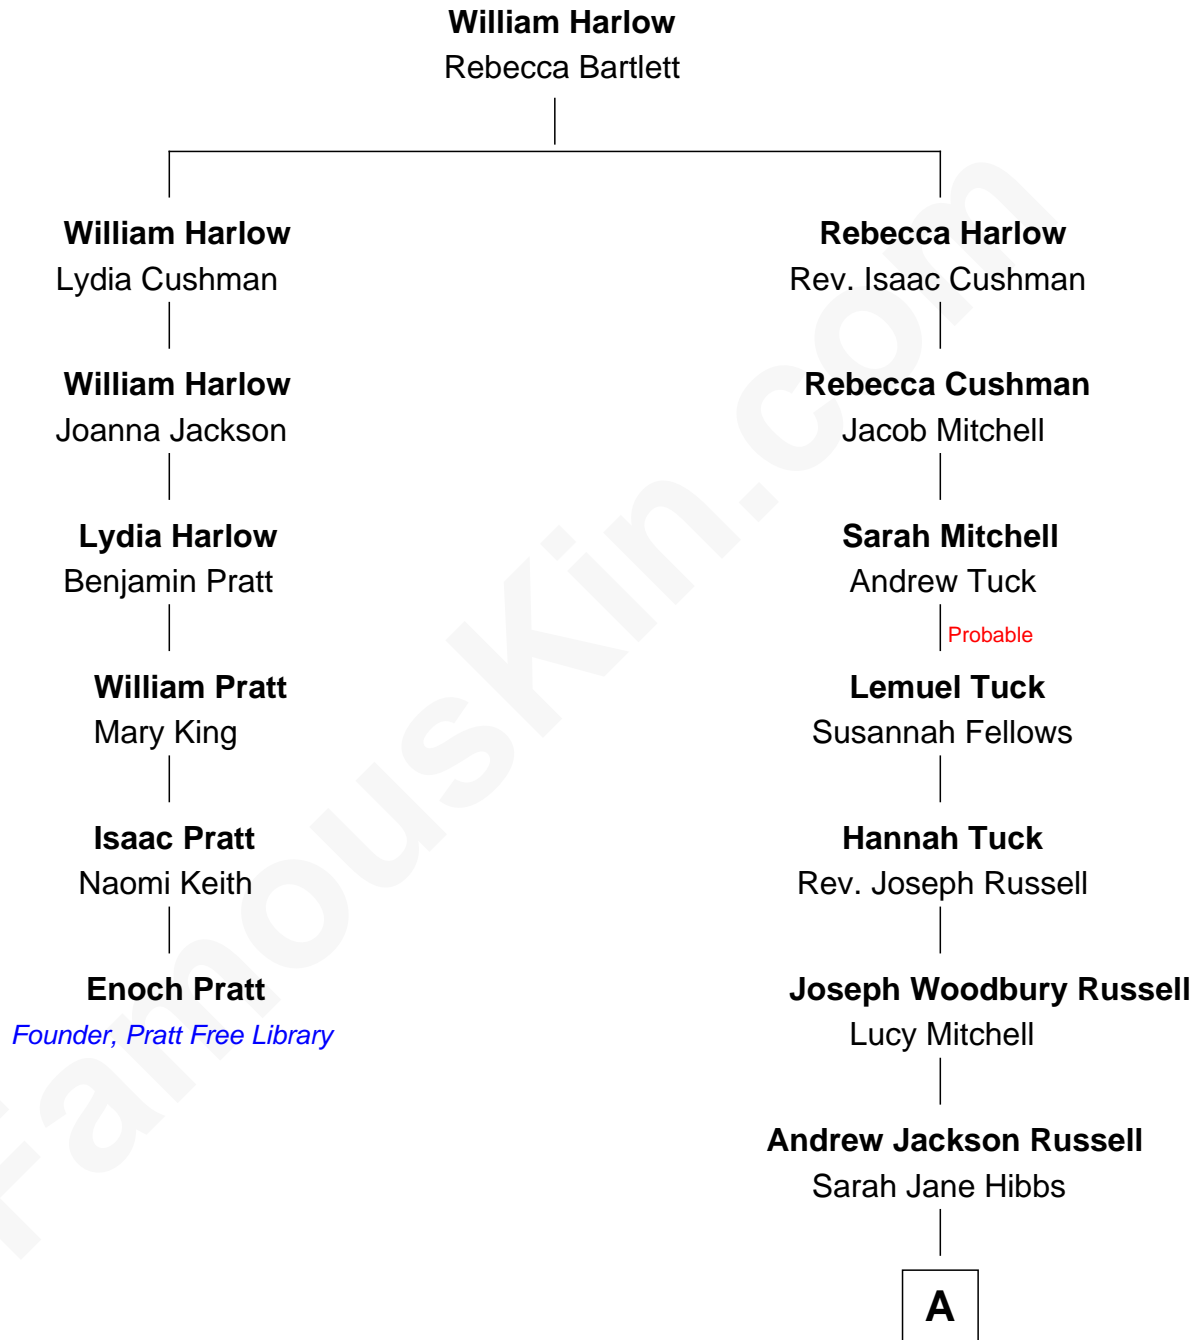 William Harlow
Rebecca Bartlett
William Harlow
Lydia Cushman
Rebecca Harlow
Rev. Isaac Cushman
William Harlow
Joanna Jackson
Rebecca Cushman
Jacob Mitchell
Lydia Harlow
Benjamin Pratt
Sarah Mitchell
Andrew Tuck
Probable
William Pratt
Mary King
Lemuel Tuck
Susannah Fellows
Isaac Pratt
Naomi Keith
Hannah Tuck
Rev. Joseph Russell
Enoch Pratt
Founder, Pratt Free Library
Joseph Woodbury Russell
Lucy Mitchell
Andrew Jackson Russell
Sarah Jane Hibbs
A
FamousKin.com